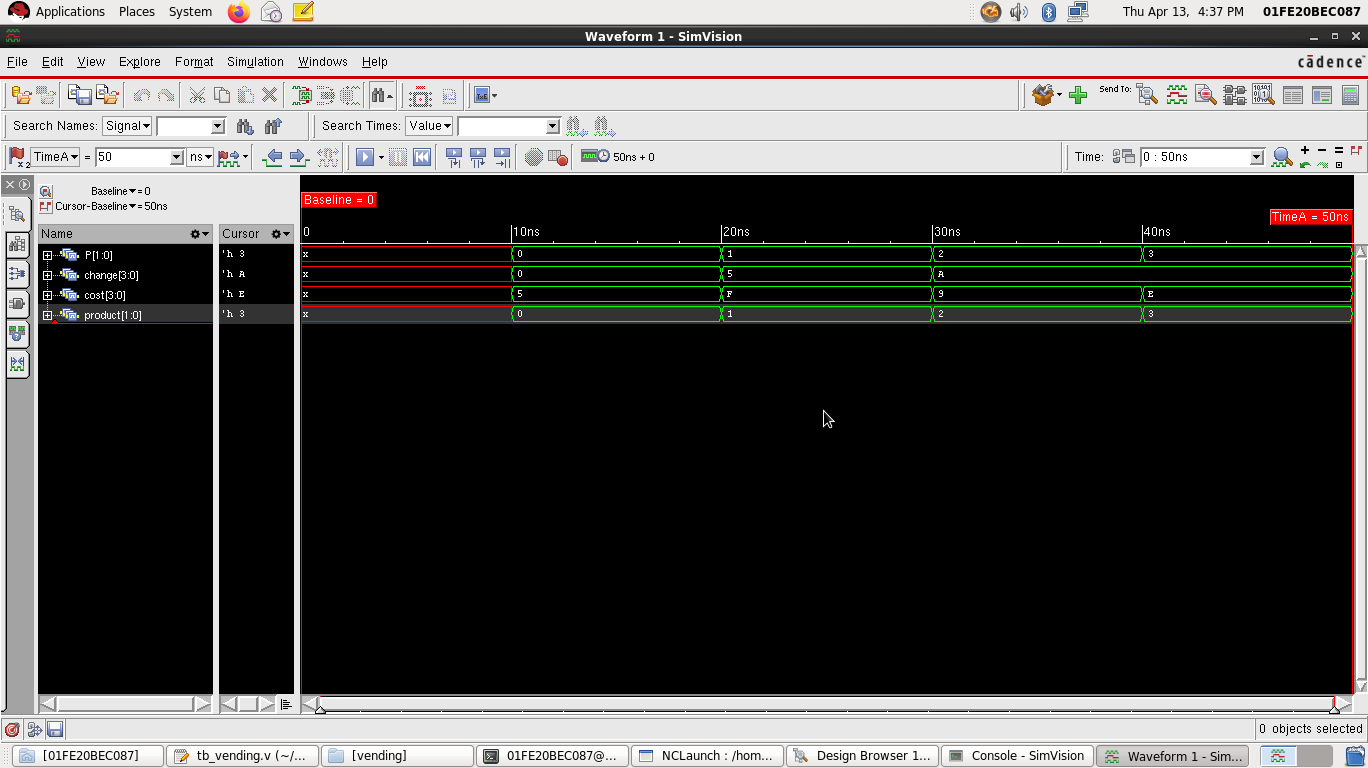 Applications Places System Thu Apr 13, 4:37 PM 01FE20BEC087
Waveform 1 - SimVision
File Edit View Explore Format Simulation Windows Help cādence
Send To:
Search Names: Signal Search Times: Value
x2 TimeA = 50 ns 50ns + 0 Time: 0 : 50ns
Baseline = 0
Cursor-Baseline = 50ns
Baseline = 0
TimeA = 50ns
Name Cursor 0 10ns 20ns 30ns 40ns
P[1:0] 'h 3 x 0 1 2 3
change[3:0] 'h A x 0 5 A
cost[3:0] 'h E x 5 F 9 E
product[1:0] 'h 3 x 0 1 2 3
0 objects selected
[01FE20BEC087] tb_vending.v (~/... [vending] 01FE20BEC087@... NCLaunch : /hom... Design Browser 1... Console - SimVision Waveform 1 - Sim...